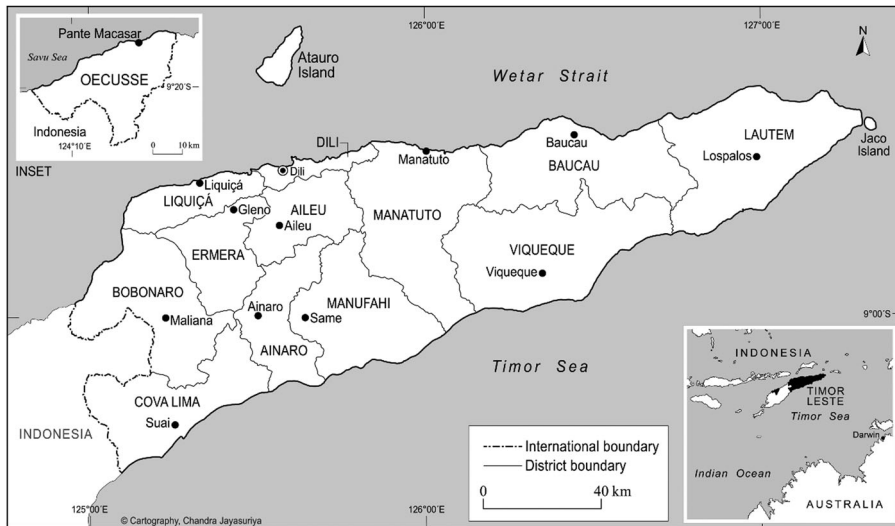 126°00´E
127°00´E
Pante Macasar
Savu Sea
OECUSSE
9°20´S
Indonesia
124°10´E
0 10 km
INSET
Atauro
Island
Wetar Strait
N
DILI
Dili
Manatuto
Baucau
BAUCAU
LAUTEM
Lospalos
Jaco
Island
Liquiçá
LIQUIÇÁ
Gleno
AILEU
Aileu
MANATUTO
ERMERA
VIQUEQUE
Viqueque
BOBONARO
Maliana
Ainaro
AINARO
MANUFAHI
Same
9°00´S
COVA LIMA
Suai
INDONESIA
Timor Sea
International boundary
District boundary
0 40 km
INDONESIA
TIMOR
LESTE
Timor Sea
Darwin
Indian Ocean
AUSTRALIA
125°00´E
126°00´E
© Cartography, Chandra Jayasuriya